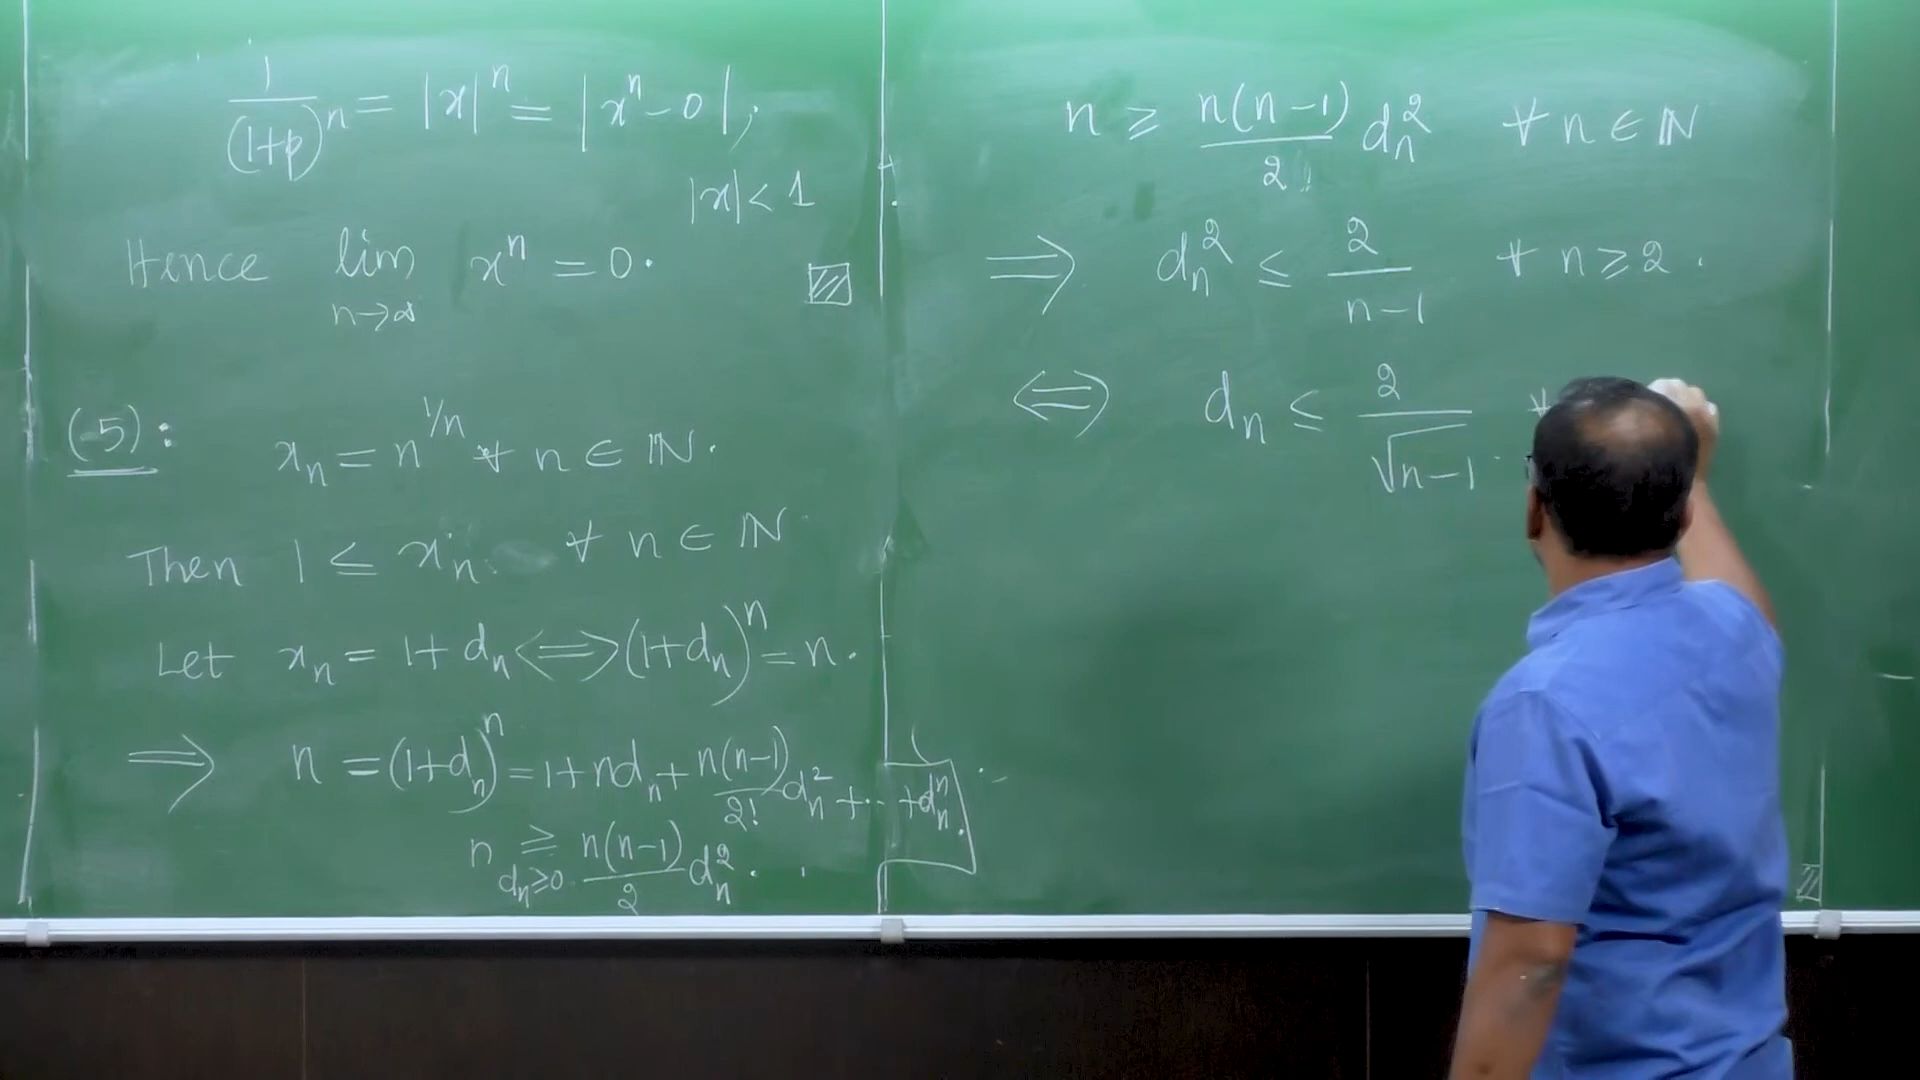 1/(1+p)^n = |x|^n = |x^n - 0|;
|x| < 1
Hence lim n→∞ x^n = 0.
(5): x_n = n^{1/n} ∀ n ∈ ℕ.
Then 1 ≤ x_n ∀ n ∈ ℕ
Let x_n = 1 + d_n ⟺ (1+d_n)^n = n.
⟹ n = (1+d_n)^n = 1 + nd_n + n(n-1)/2! d_n^2 + ·· + d_n^n.
n ≥ n(n-1)/2 d_n^2.
d_n ≥ 0
n ≥ n(n-1)/2! d_n^2 ∀ n ∈ ℕ
⟹ d_n^2 ≤ 2/(n-1) ∀ n ≥ 2.
⟺ d_n ≤ 2/√(n-1) ∀